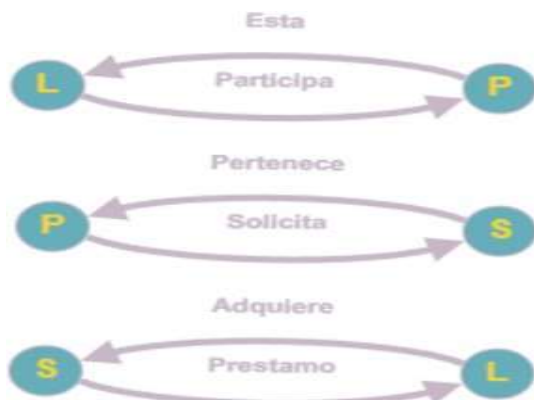 Esta
L Participa P
Pertenece
P Solicita S
Adquiere
S Prestamo L